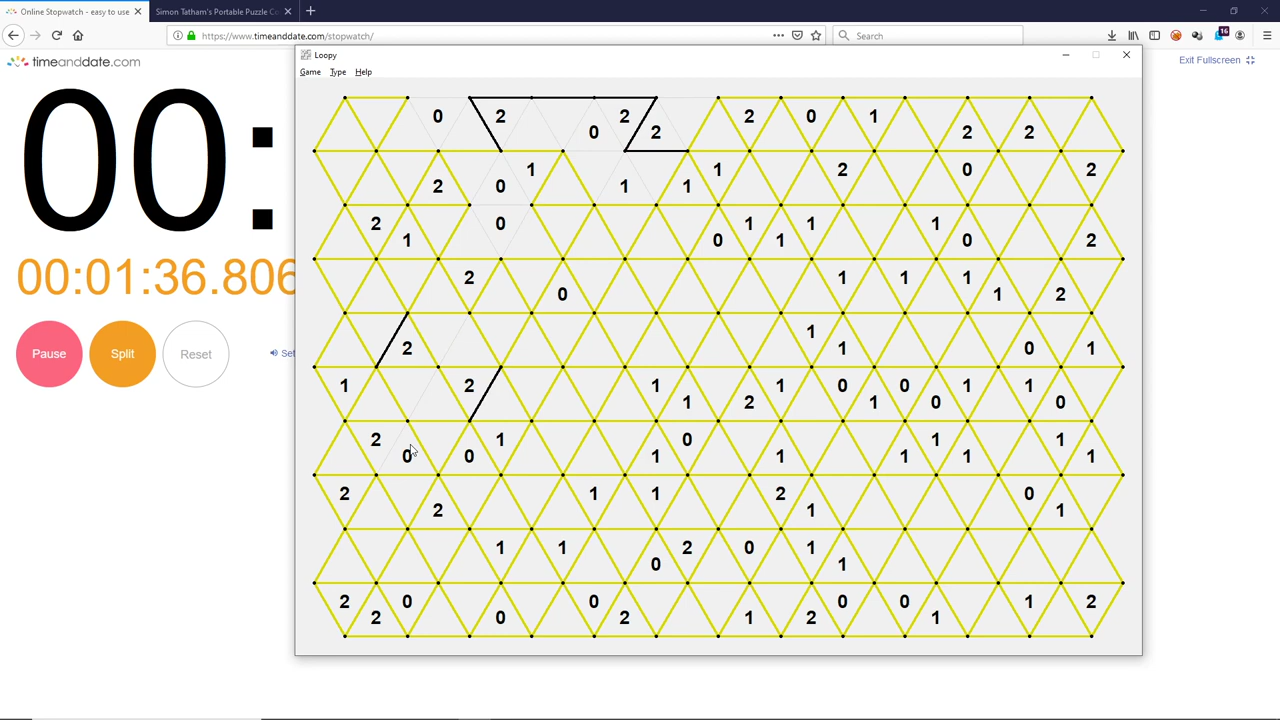 Online Stopwatch - easy to use
Simon Tatham's Portable Puzzle Co
https://www.timeanddate.com/stopwatch/
Search
16
timeanddate.com
Exit Fullscreen
00:
00:01:36.806
Pause
Split
Reset
Set
Loopy
Game Type Help
0 2 2 2 0 1
0 2 2 2
1 1 2 0 2
2 0 1 1
2 0 1 1 1
1 0 1 0 2
2 1 1 1
0 1 2
1
2 1 0 1
1 2 1 1 0 0 1 1
1 2 1 0 0
2 1 0 1 1
0 0 1 1 1 1 1
2 1 1 2 0
2 1 1
1 1 2 0 1
0 1
2 0 0 0 0 1 2
2 0 2 1 2 1